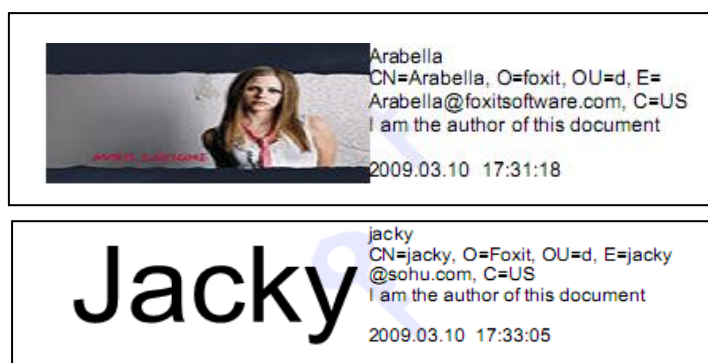 Arabella
CN=Arabella, O=foxit, OU=d, E=
Arabella@foxitsoftware.com, C=US
I am the author of this document
AVRIL LAVIGNE
2009.03.10 17:31:18
Jacky
jacky
CN=jacky, O=Foxit, OU=d, E=jacky
@sohu.com, C=US
I am the author of this document
2009.03.10 17:33:05